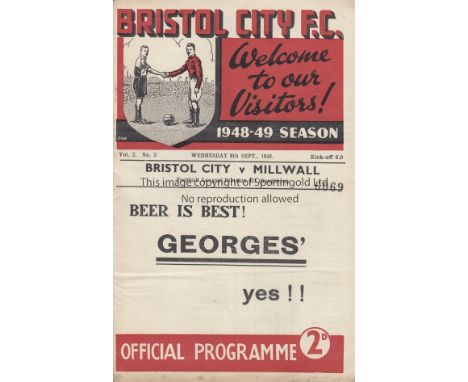 BRISTOL CITY F.C.
Welcome
to our
Visitors!
1948-49 SEASON
Vol. 2. No. 3 WEDNESDAY 8th SEPT., 1948. Kick-off 6.0
BRISTOL CITY v MILLWALL
This image copyright of Sportingold Ltd
No reproduction allowed
BEER IS BEST!
GEORGES'
yes!!
OFFICIAL PROGRAMME 2D